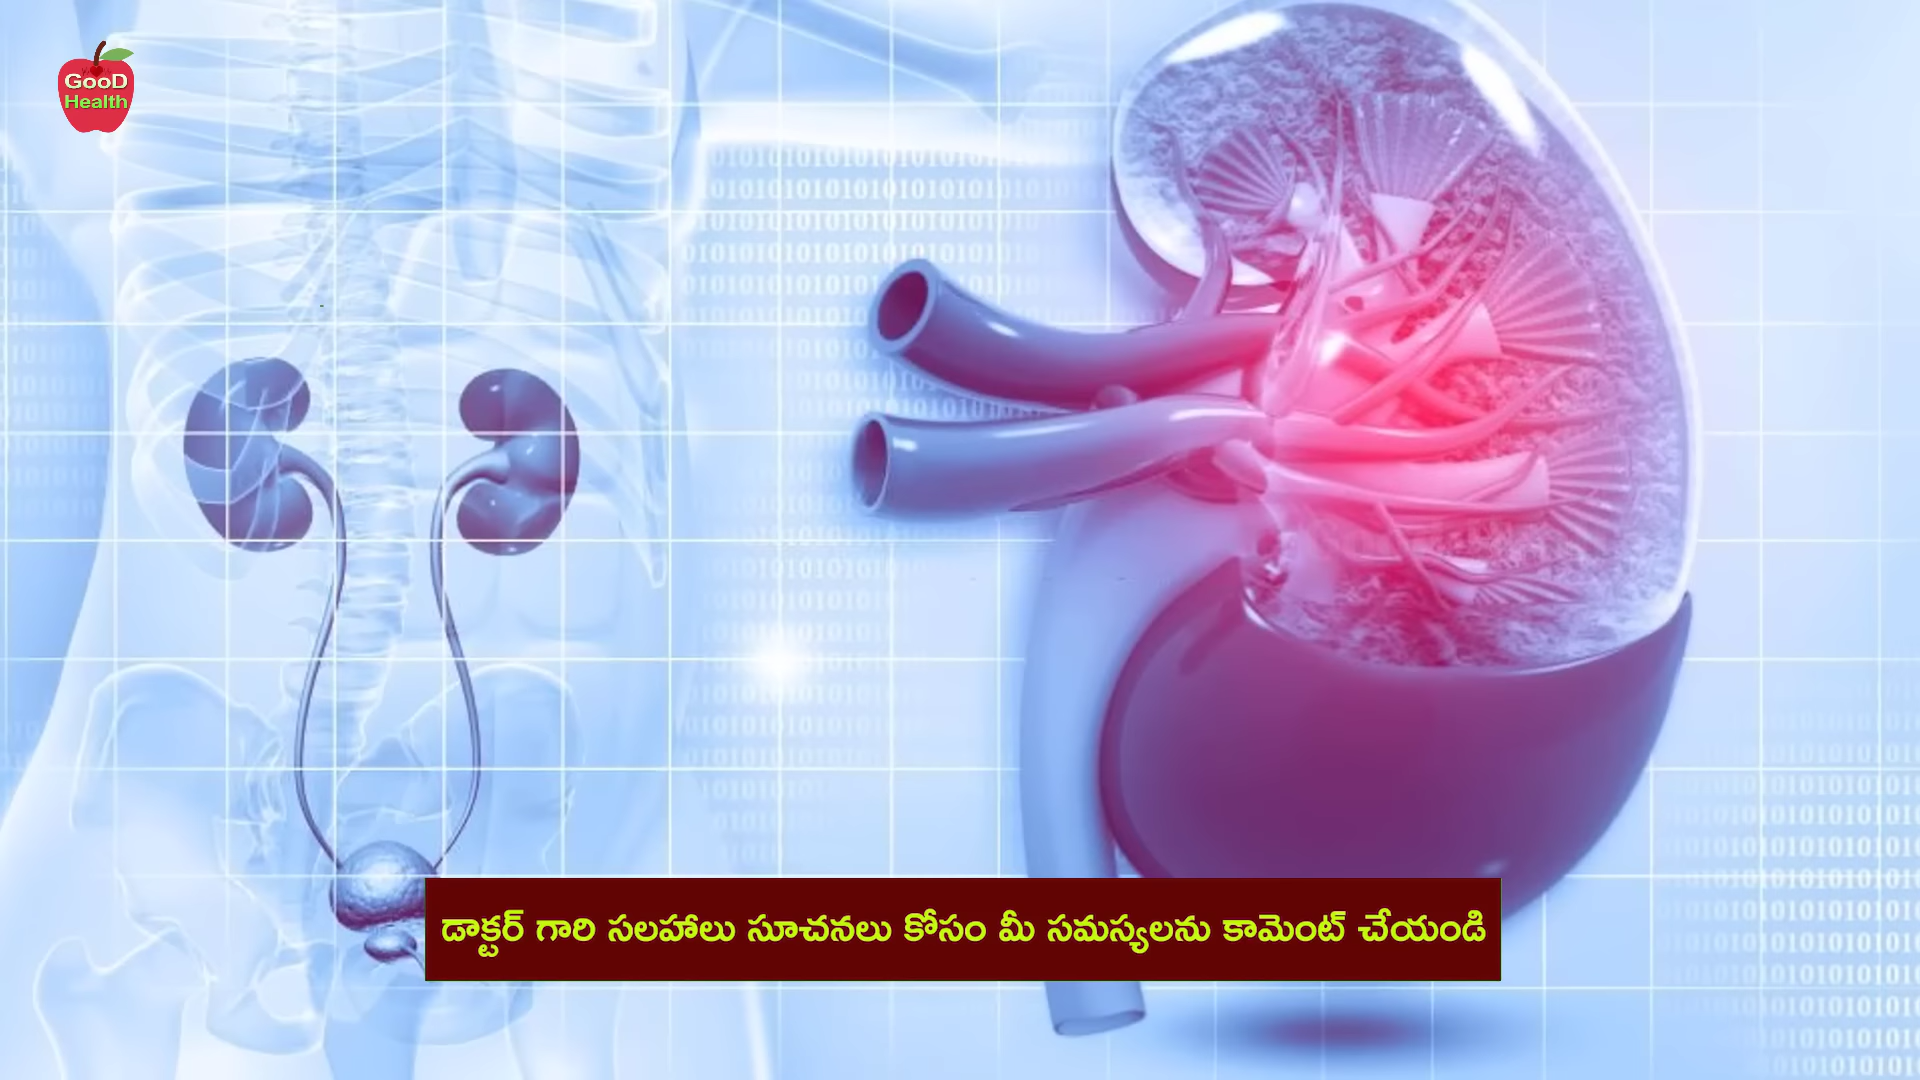 GooD
Health
డాక్టర్ గారి సలహాలు సూచనలు కోసం మీ సమస్యలను కామెంట్ చేయండి